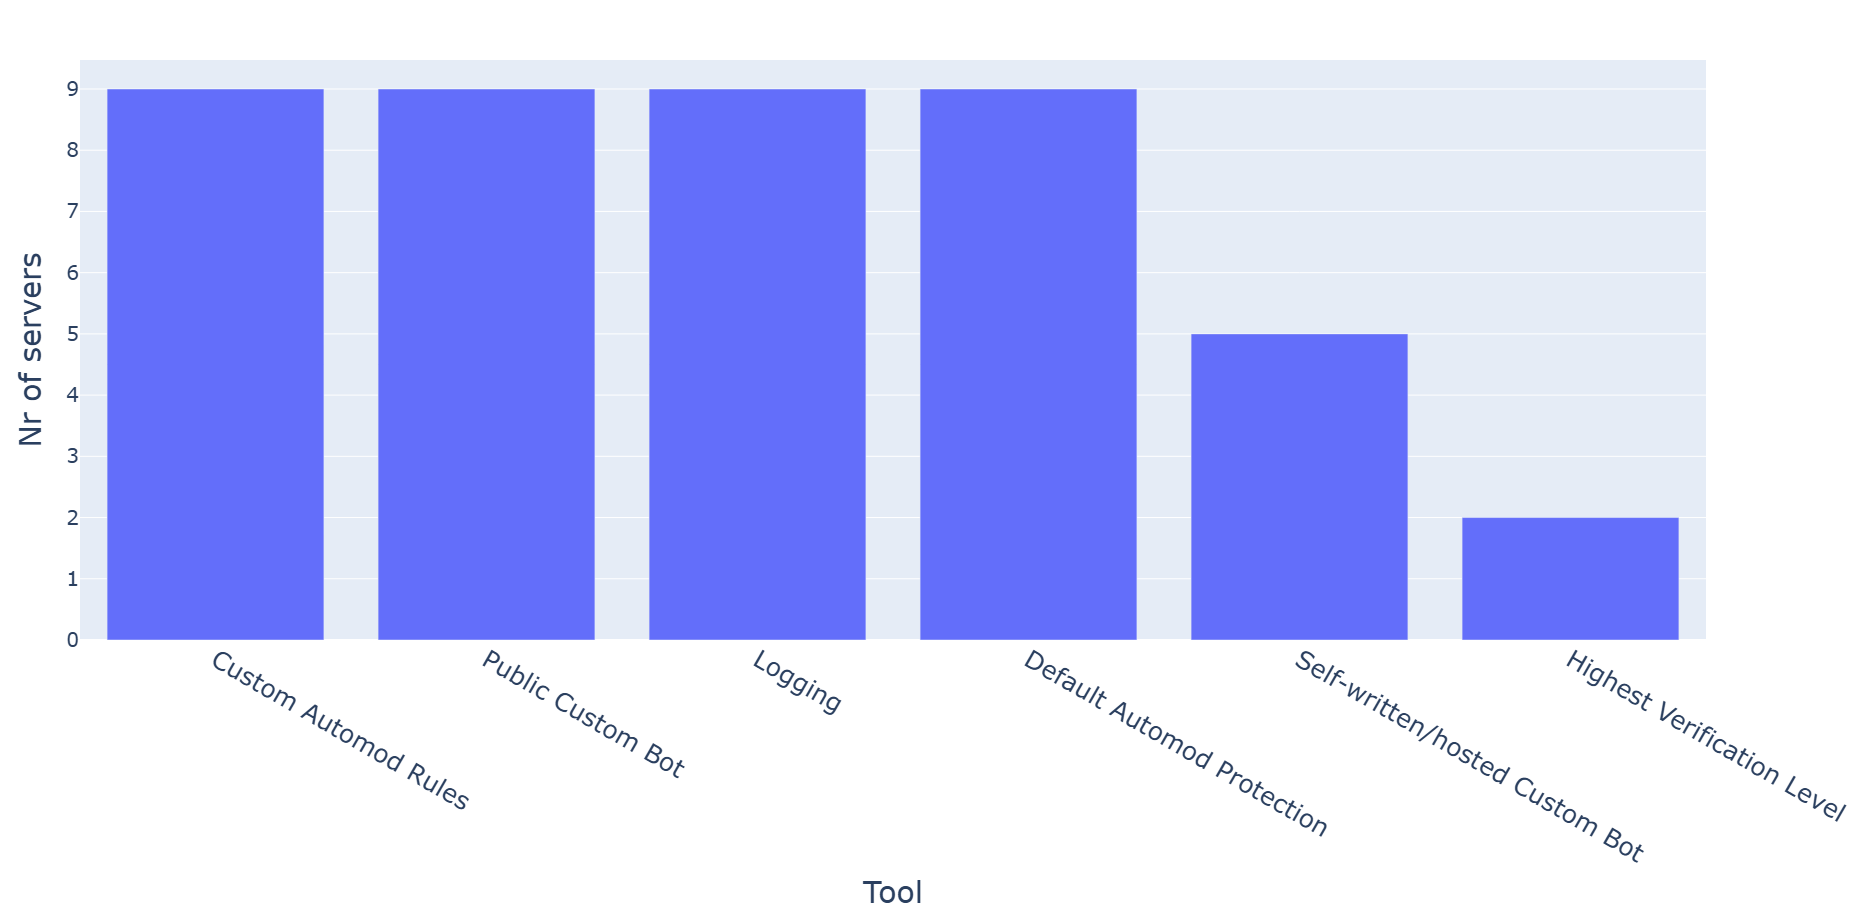 9
8
7
6
5
4
3
2
1
0
Nr of servers
Custom Automod Rules
Public Custom Bot
Logging
Default Automod Protection
Self-written/hosted Custom Bot
Highest Verification Level
Tool